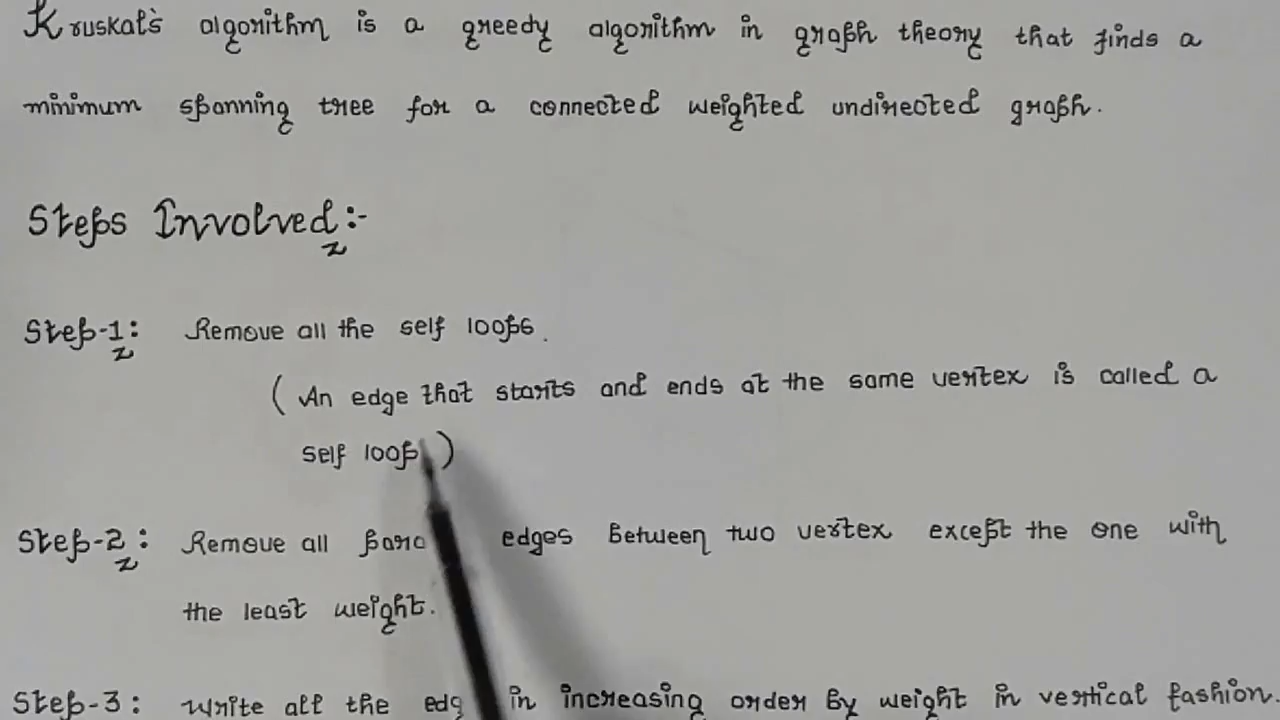 Kruskal's algorithm is a greedy algorithm in graph theory that finds a
minimum spanning tree for a connected weighted undirected graph.
Steps Involved:-
Step-1: Remove all the self loops.
(An edge that starts and ends at the same vertex is called a
self loop)
Step-2: Remove all edges between two vertex except the one with
the least weight.
Step-3: Write all the in increasing order by weight in vertical fashion.